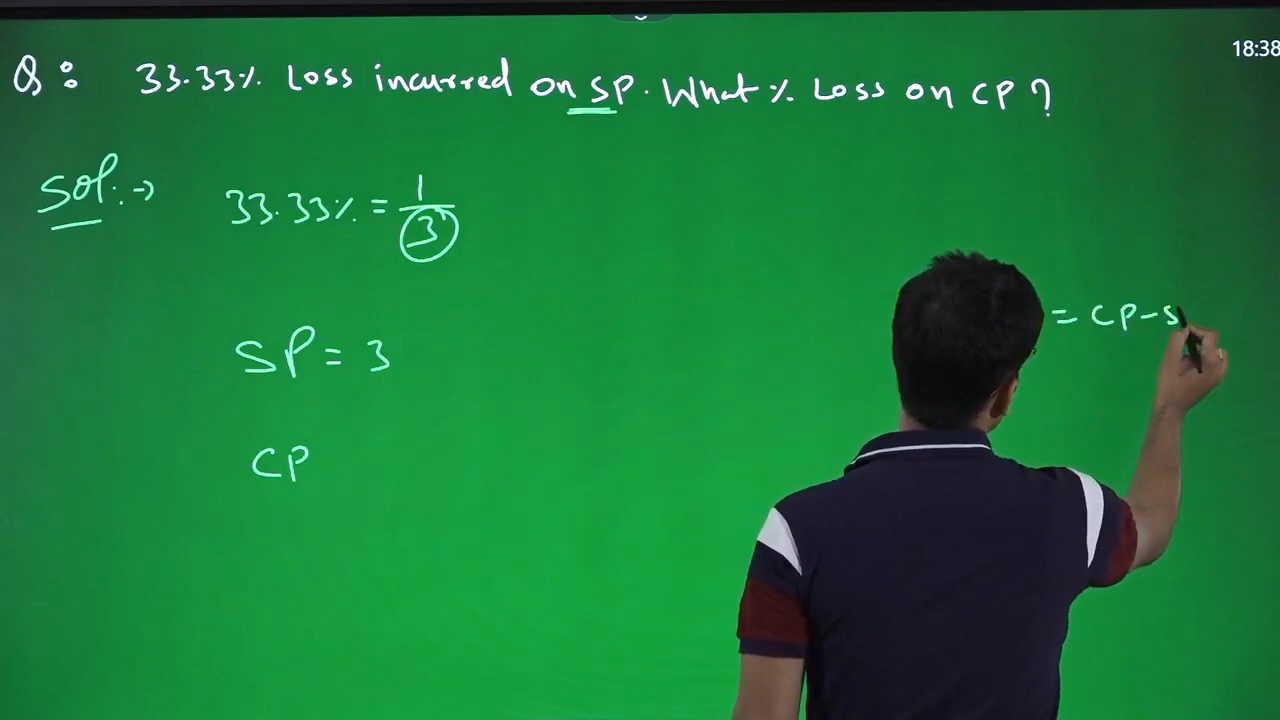 18:38
Q: 33.33% Loss incurred on SP. What % Loss on CP?
Sol: → 33.33% = 1/3
SP = 3
= CP - S
CP